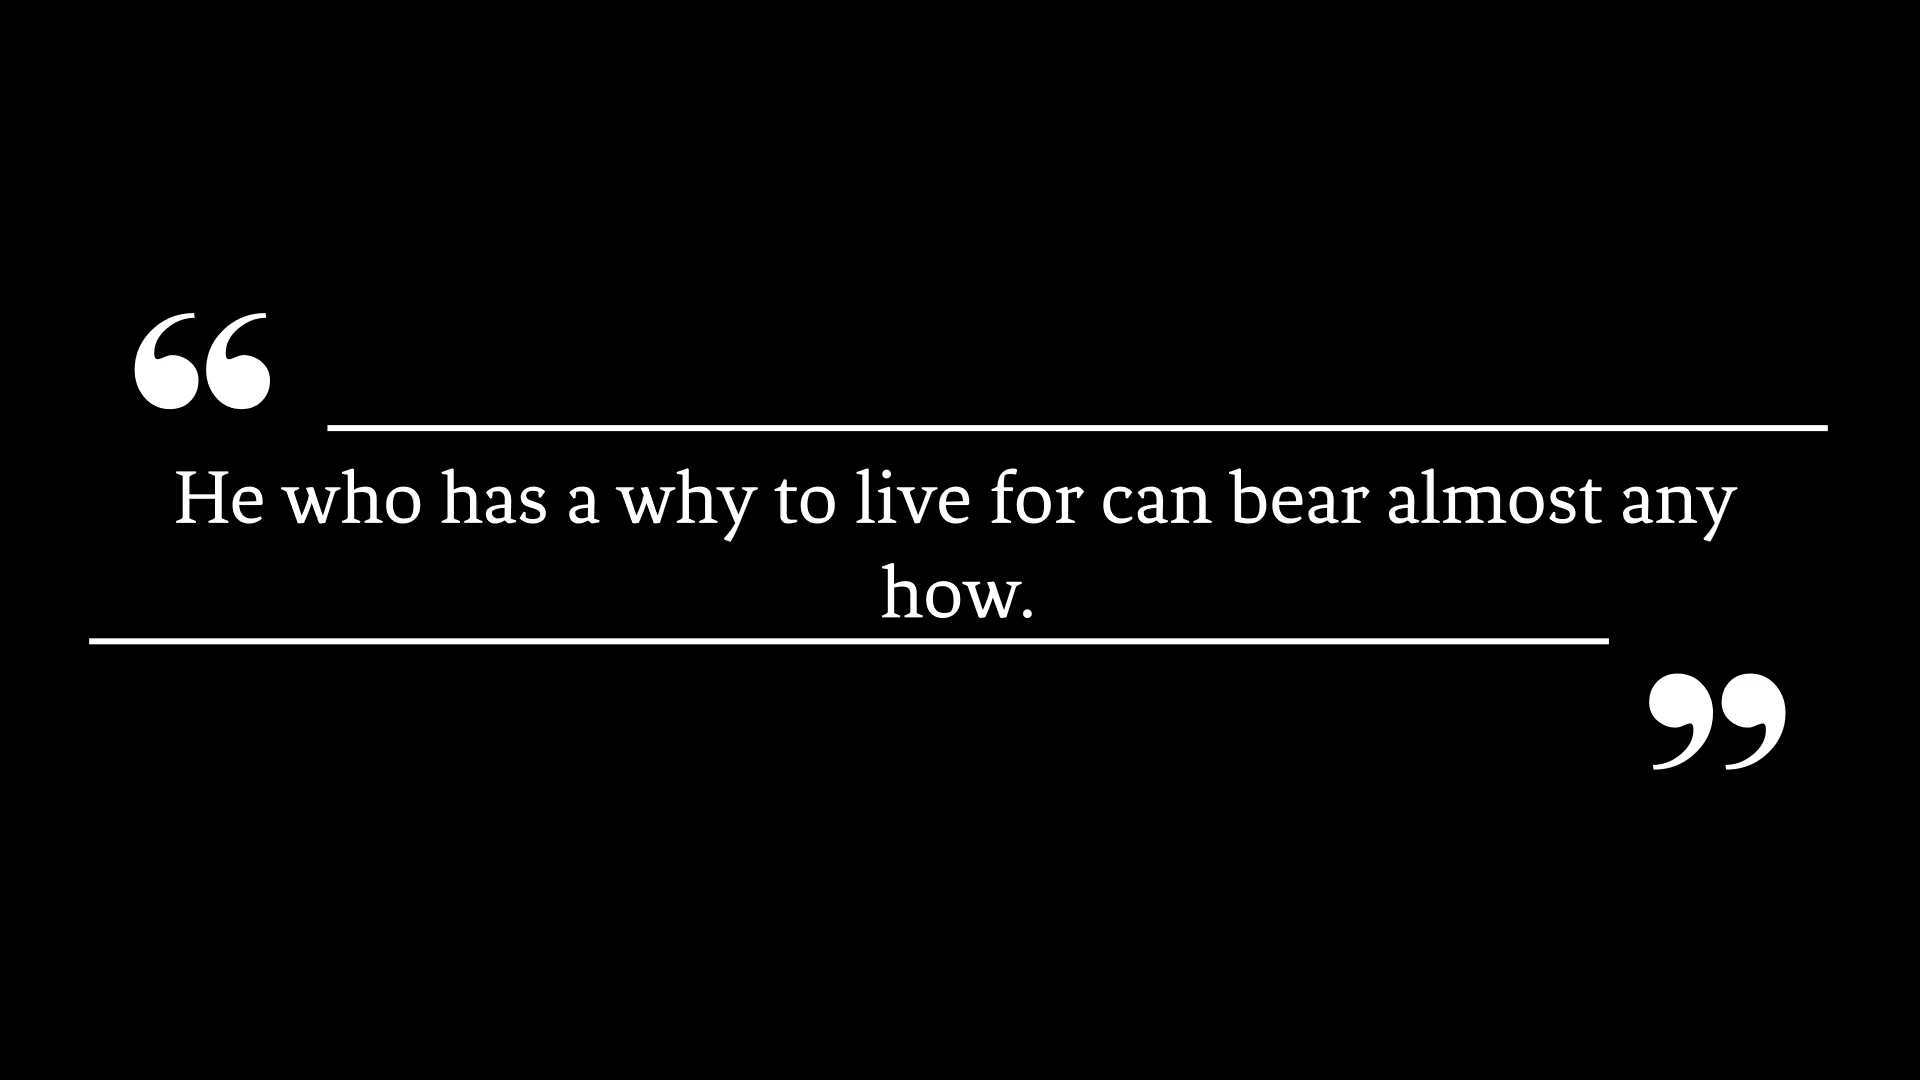 “
He who has a why to live for can bear almost any
how.
”